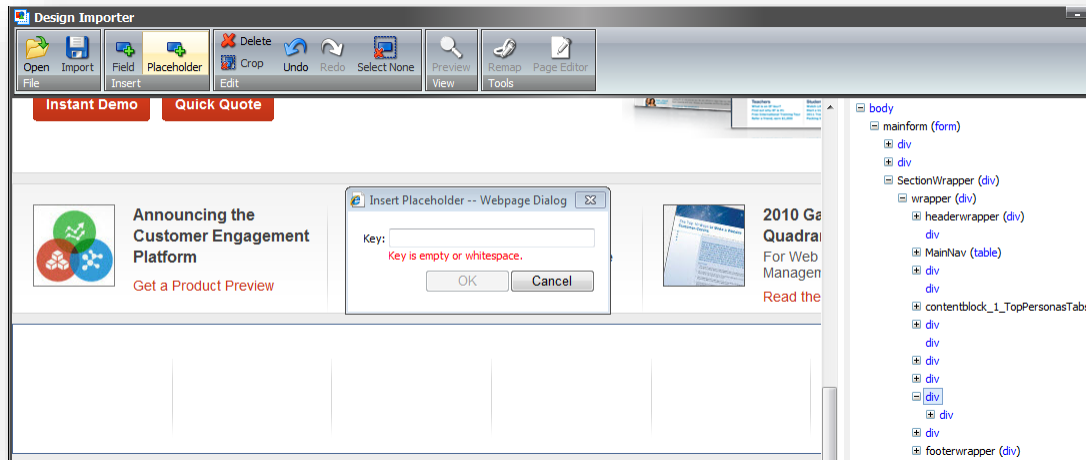 Design Importer
Open Import Field Placeholder Delete Crop Undo Redo Select None Preview Remap Page Editor
File Insert Edit View Tools
Instant Demo Quick Quote
Teachers
Announcing the
Customer Engagement
Platform
Get a Product Preview
Insert Placeholder -- Webpage Dialog
Key:
Key is empty or whitespace.
OK Cancel
2010 Ga
Quadran
For Web
Managem
Read the
body
mainform (form)
div
div
SectionWrapper (div)
wrapper (div)
headerwrapper (div)
div
MainNav (table)
div
div
contentblock_1_TopPersonasTabs
div
div
div
div
div
div
div
footerwrapper (div)